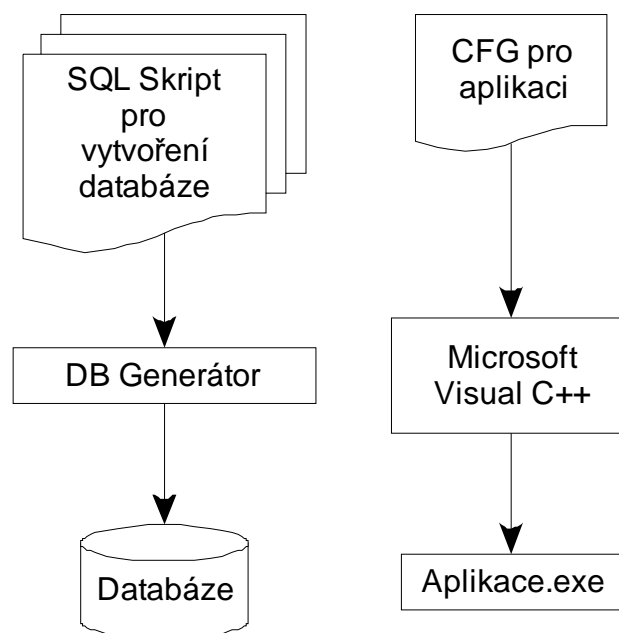 SQL Skript
pro
vytvoření
databáze
CFG pro
aplikaci
DB Generátor
Microsoft
Visual C++
Databáze
Aplikace.exe